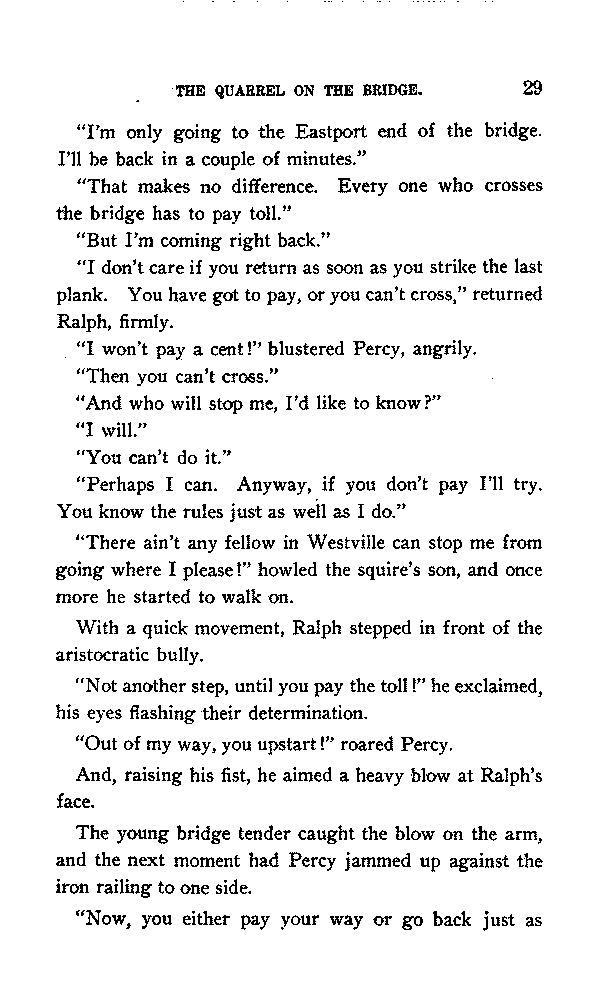 THE QUARREL ON THE BRIDGE. 29
"I'm only going to the Eastport end of the bridge.
I'll be back in a couple of minutes."
"That makes no difference. Every one who crosses
the bridge has to pay toll."
"But I'm coming right back."
"I don't care if you return as soon as you strike the last
plank. You have got to pay, or you can't cross," returned
Ralph, firmly.
"I won't pay a cent!" blustered Percy, angrily.
"Then you can't cross."
"And who will stop me, I'd like to know?"
"I will."
"You can't do it."
"Perhaps I can. Anyway, if you don't pay I'll try.
You know the rules just as well as I do."
"There ain't any fellow in Westville can stop me from
going where I please!" howled the squire's son, and once
more he started to walk on.
With a quick movement, Ralph stepped in front of the
aristocratic bully.
"Not another step, until you pay the toll!" he exclaimed,
his eyes flashing their determination.
"Out of my way, you upstart!" roared Percy.
And, raising his fist, he aimed a heavy blow at Ralph's
face.
The young bridge tender caught the blow on the arm,
and the next moment had Percy jammed up against the
iron railing to one side.
"Now, you either pay your way or go back just as